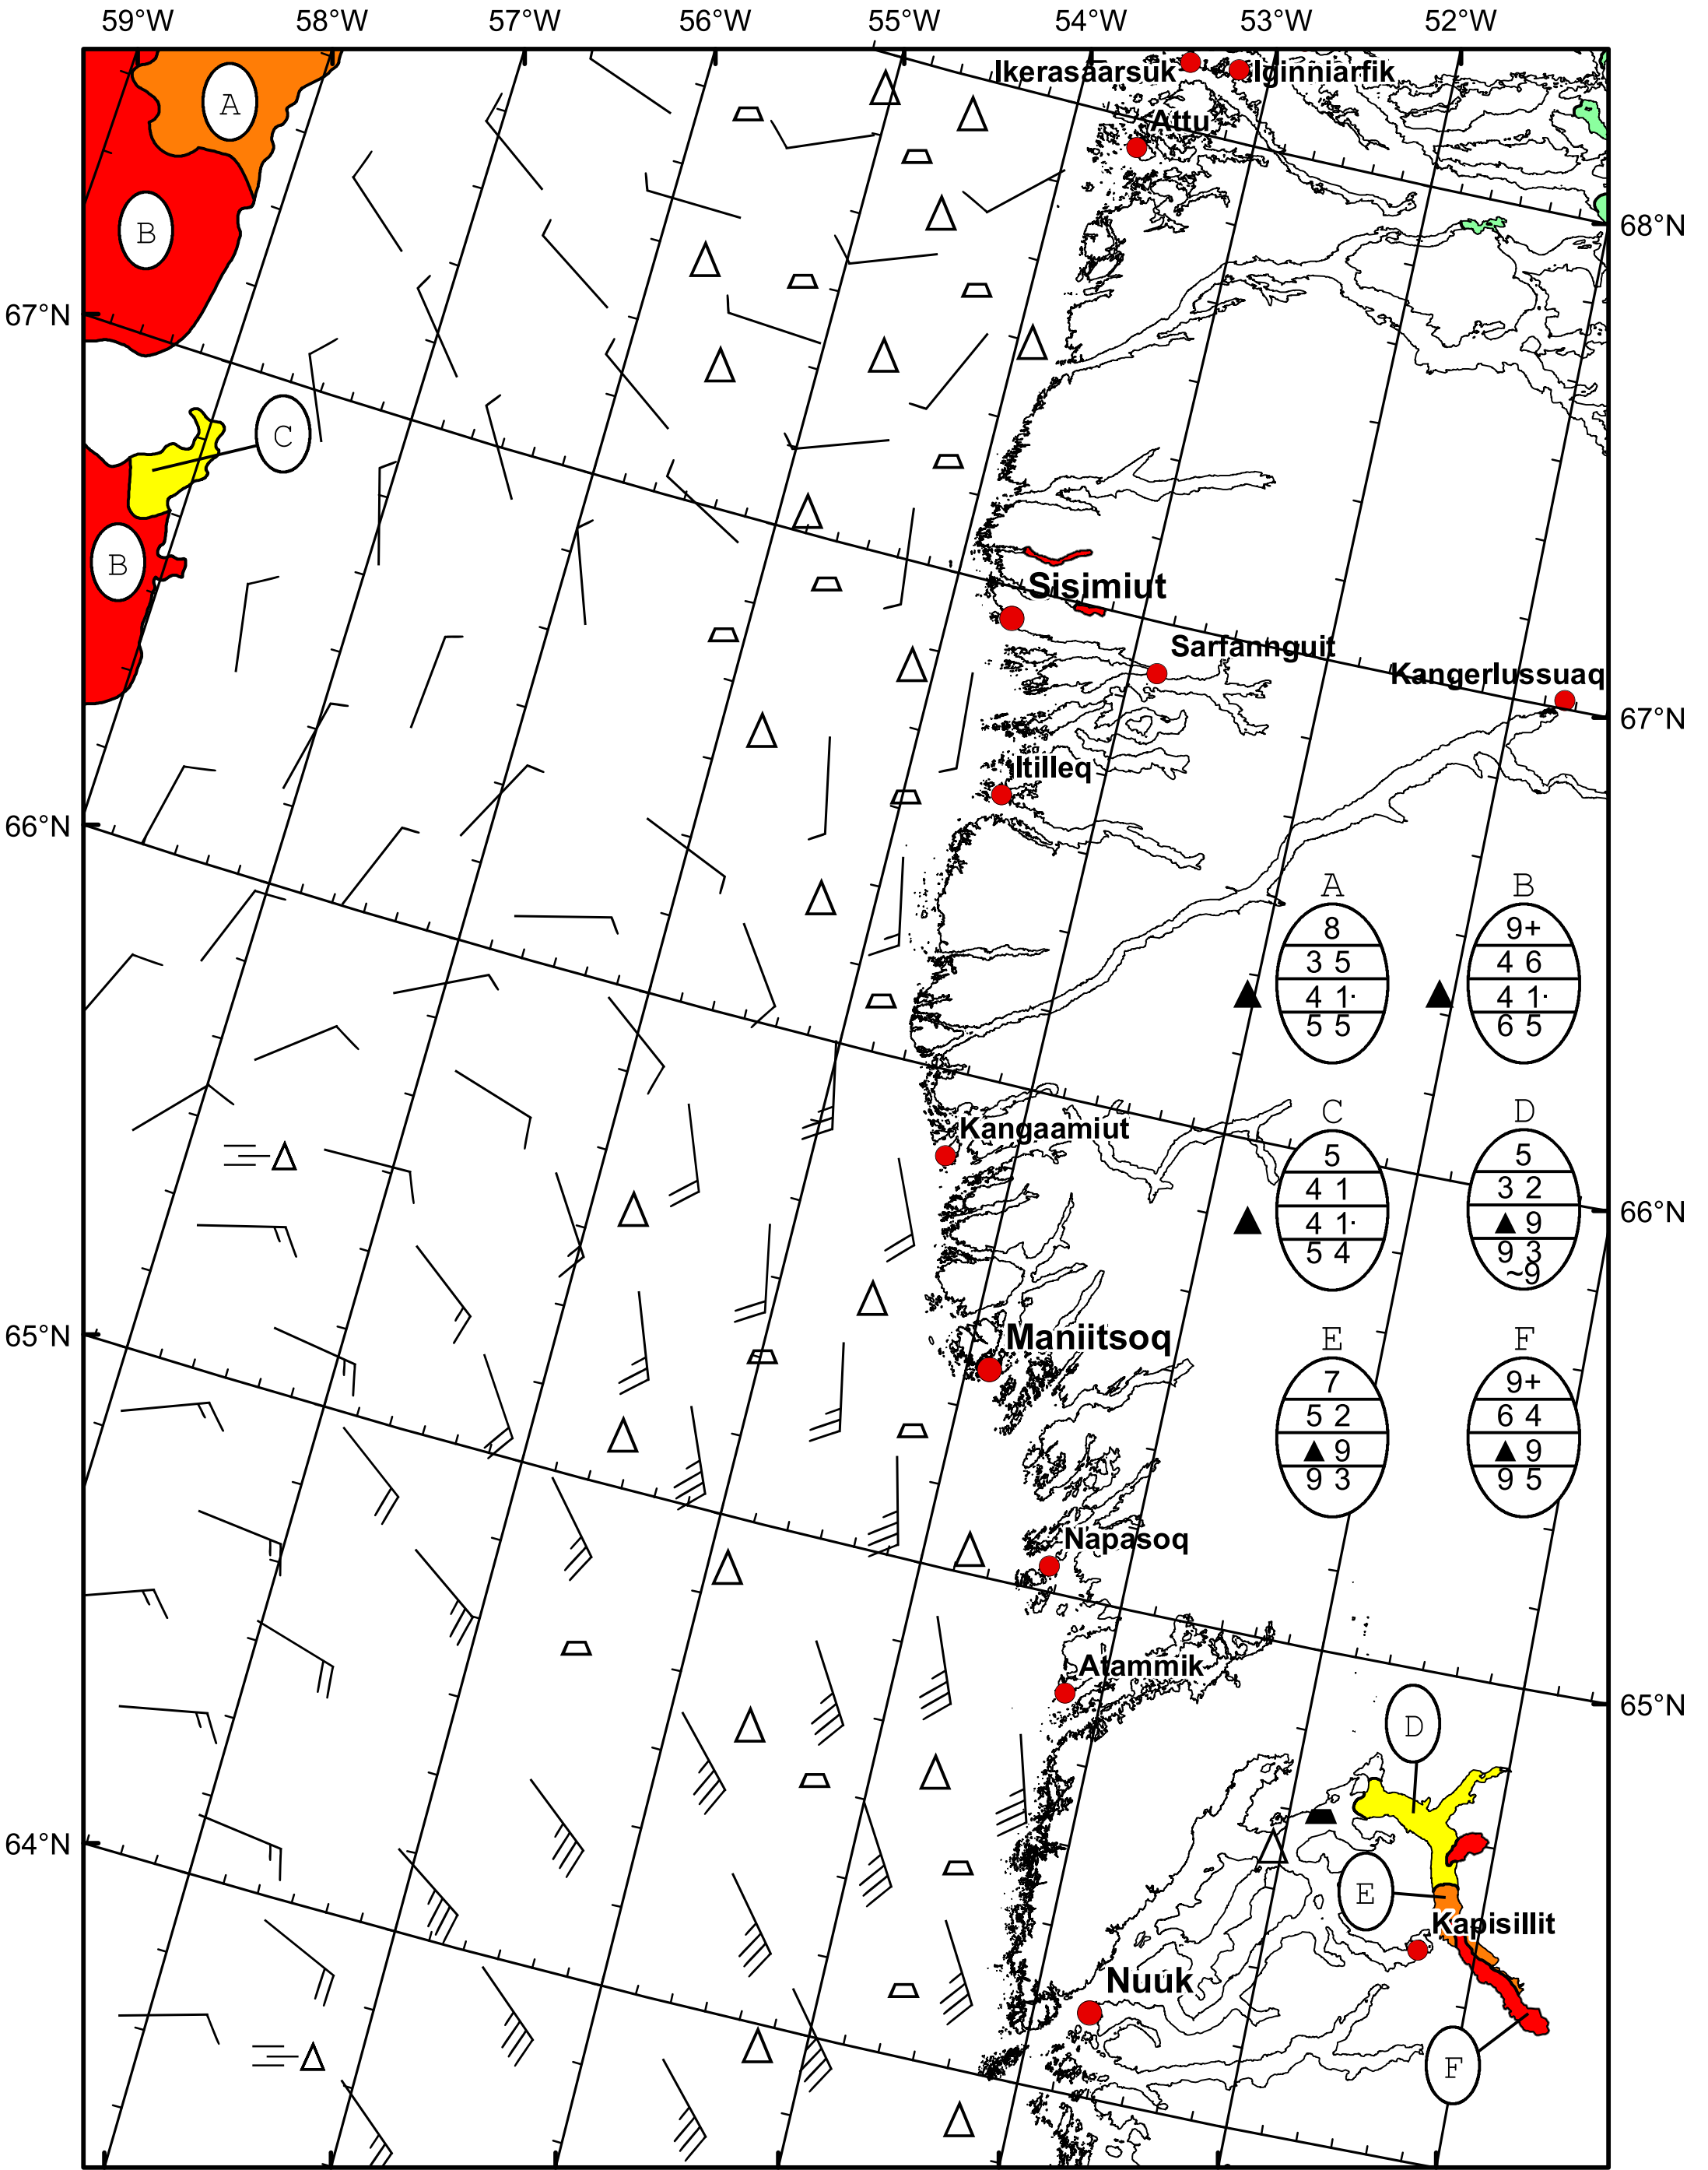 59°W 58°W 57°W 56°W 55°W 54°W 53°W 52°W
Ikerasaarsuk Iginniarfik
A
Attu
68°N
B
67°N
C
B
Sisimiut
Sarfannguit
Kangerlussuaq
67°N
Itilleq
66°N
A B
8 9+
3 5 4 6
4 1· 4 1·
5 5 6 5
Kangaamiut
C D
5 5
4 1 3 2
66°N
4 1· 9
5 4 9 3
~9
65°N
Maniitsoq
E F
7 9+
5 2 6 4
9 9
9 3 9 5
Napasoq
Atammik
65°N
D
64°N
E
Kapisillit
Nuuk
F